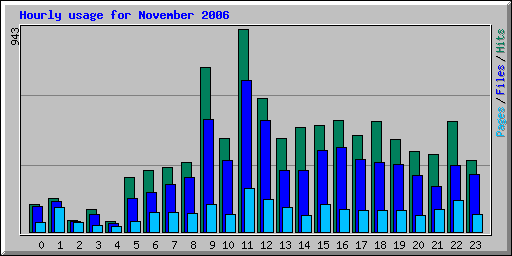 Hourly usage for November 2006
943
Pages / Files / Hits
0 1 2 3 4 5 6 7 8 9 10 11 12 13 14 15 16 17 18 19 20 21 22 23